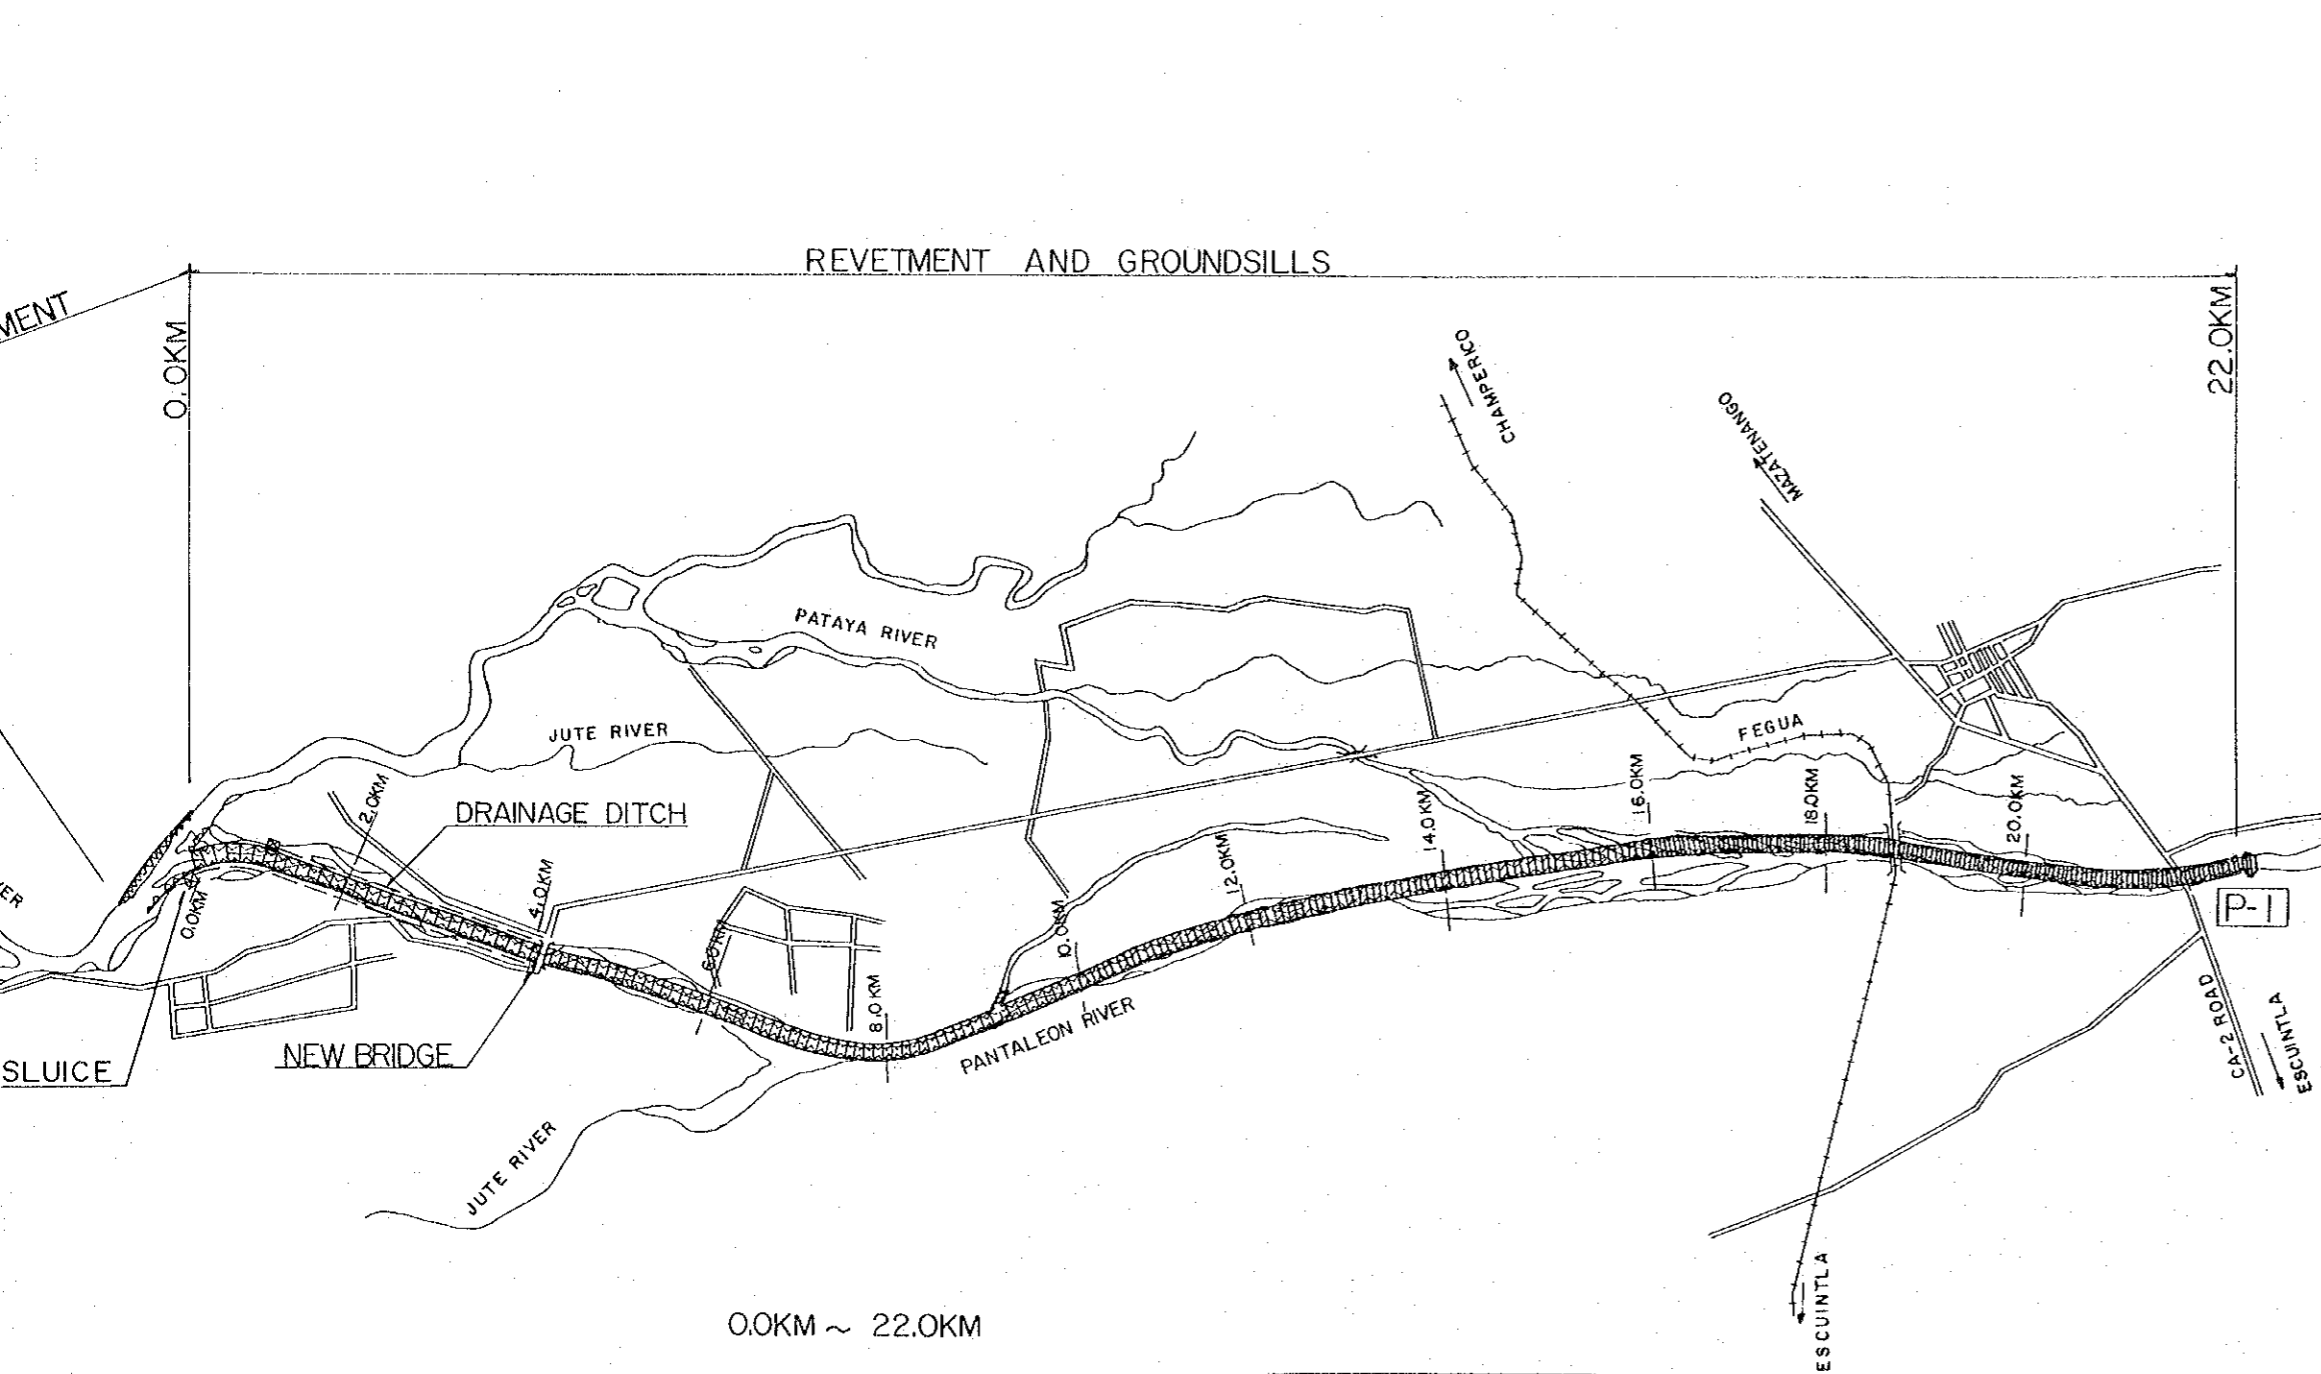 REVETMENT AND GROUNDSILLS
MENT
0.0KM
22.0KM
CHAMPERICO
MAZATENANGO
PATAYA RIVER
JUTE RIVER
FEGUA
2.0KM
DRAINAGE DITCH
4.0KM
16.0KM
18.0KM
20.0KM
14.0KM
12.0KM
10.0KM
8.0KM
0.0KM
P-1
PANTALEON RIVER
NEW BRIDGE
SLUICE
CA-2 ROAD
ESCUINTLA
JUTE RIVER
ESCUINTLA
0.0KM ~ 22.0KM